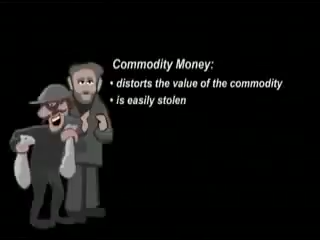 Commodity Money:
• distorts the value of the commodity
• is easily stolen